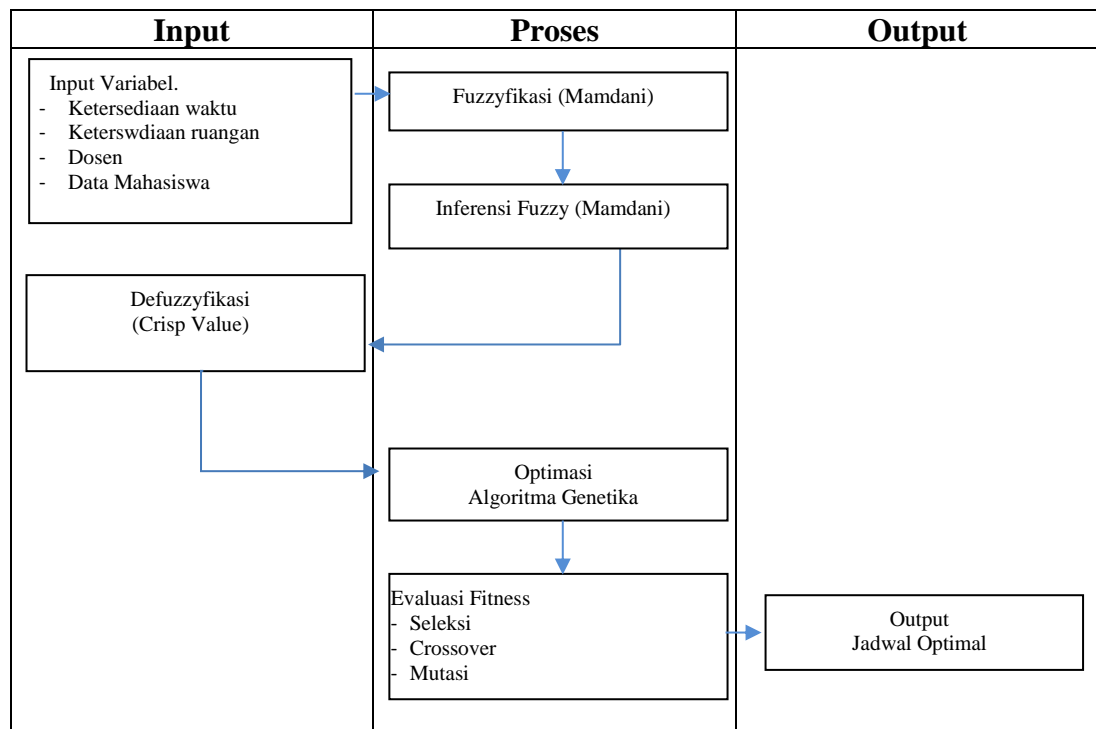 Input
Proses
Output
Input Variabel.
- Ketersediaan waktu
- Keterswdiaan ruangan
- Dosen
- Data Mahasiswa
Fuzzyfikasi (Mamdani)
Inferensi Fuzzy (Mamdani)
Defuzzyfikasi
(Crisp Value)
Optimasi
Algoritma Genetika
Evaluasi Fitness
- Seleksi
- Crossover
- Mutasi
Output
Jadwal Optimal